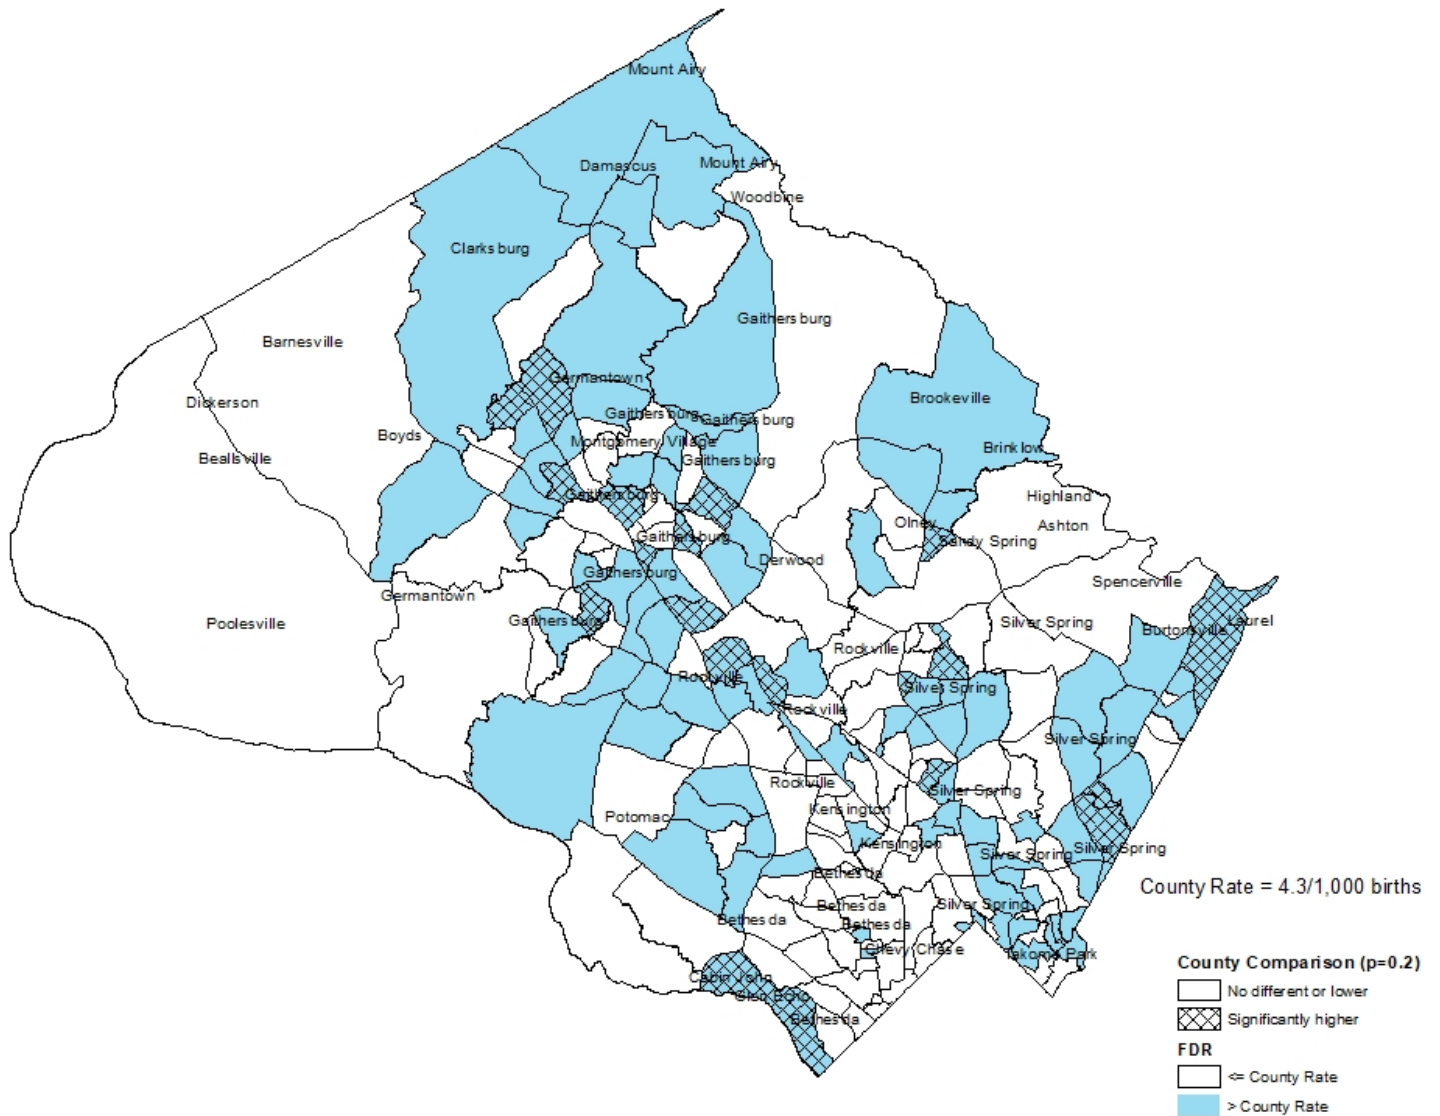 Mount Airy
Damascus
Mount Airy
Woodbine
Clarksburg
Gaithersburg
Barnesville
Germantown
Brookeville
Dickerson
Gaithersburg
Gaithersburg
Boyds
Montgomery Village
Brinklow
Beallsville
Gaithersburg
Gaithersburg
Highland
Olney
Ashton
Gaithersburg
Sandy Spring
Derwood
Gaithersburg
Spencerville
Germantown
Poolesville
Gaithersburg
Silver Spring
Laurel
Burtonsville
Rockville
Rockville
Silver Spring
Rockville
Silver Spring
Rockville
Silver Spring
Kensington
Potomac
Kensington
Silver Spring
Silver Spring
Bethesda
County Rate = 4.3/1,000 births
Bethesda
Silver Spring
Bethesda
Bethesda
Chevy Chase
Takoma Park
Cabin John
Glen Echo
Bethesda
County Comparison (p=0.2)
No different or lower
Significantly higher
FDR
<= County Rate
> County Rate